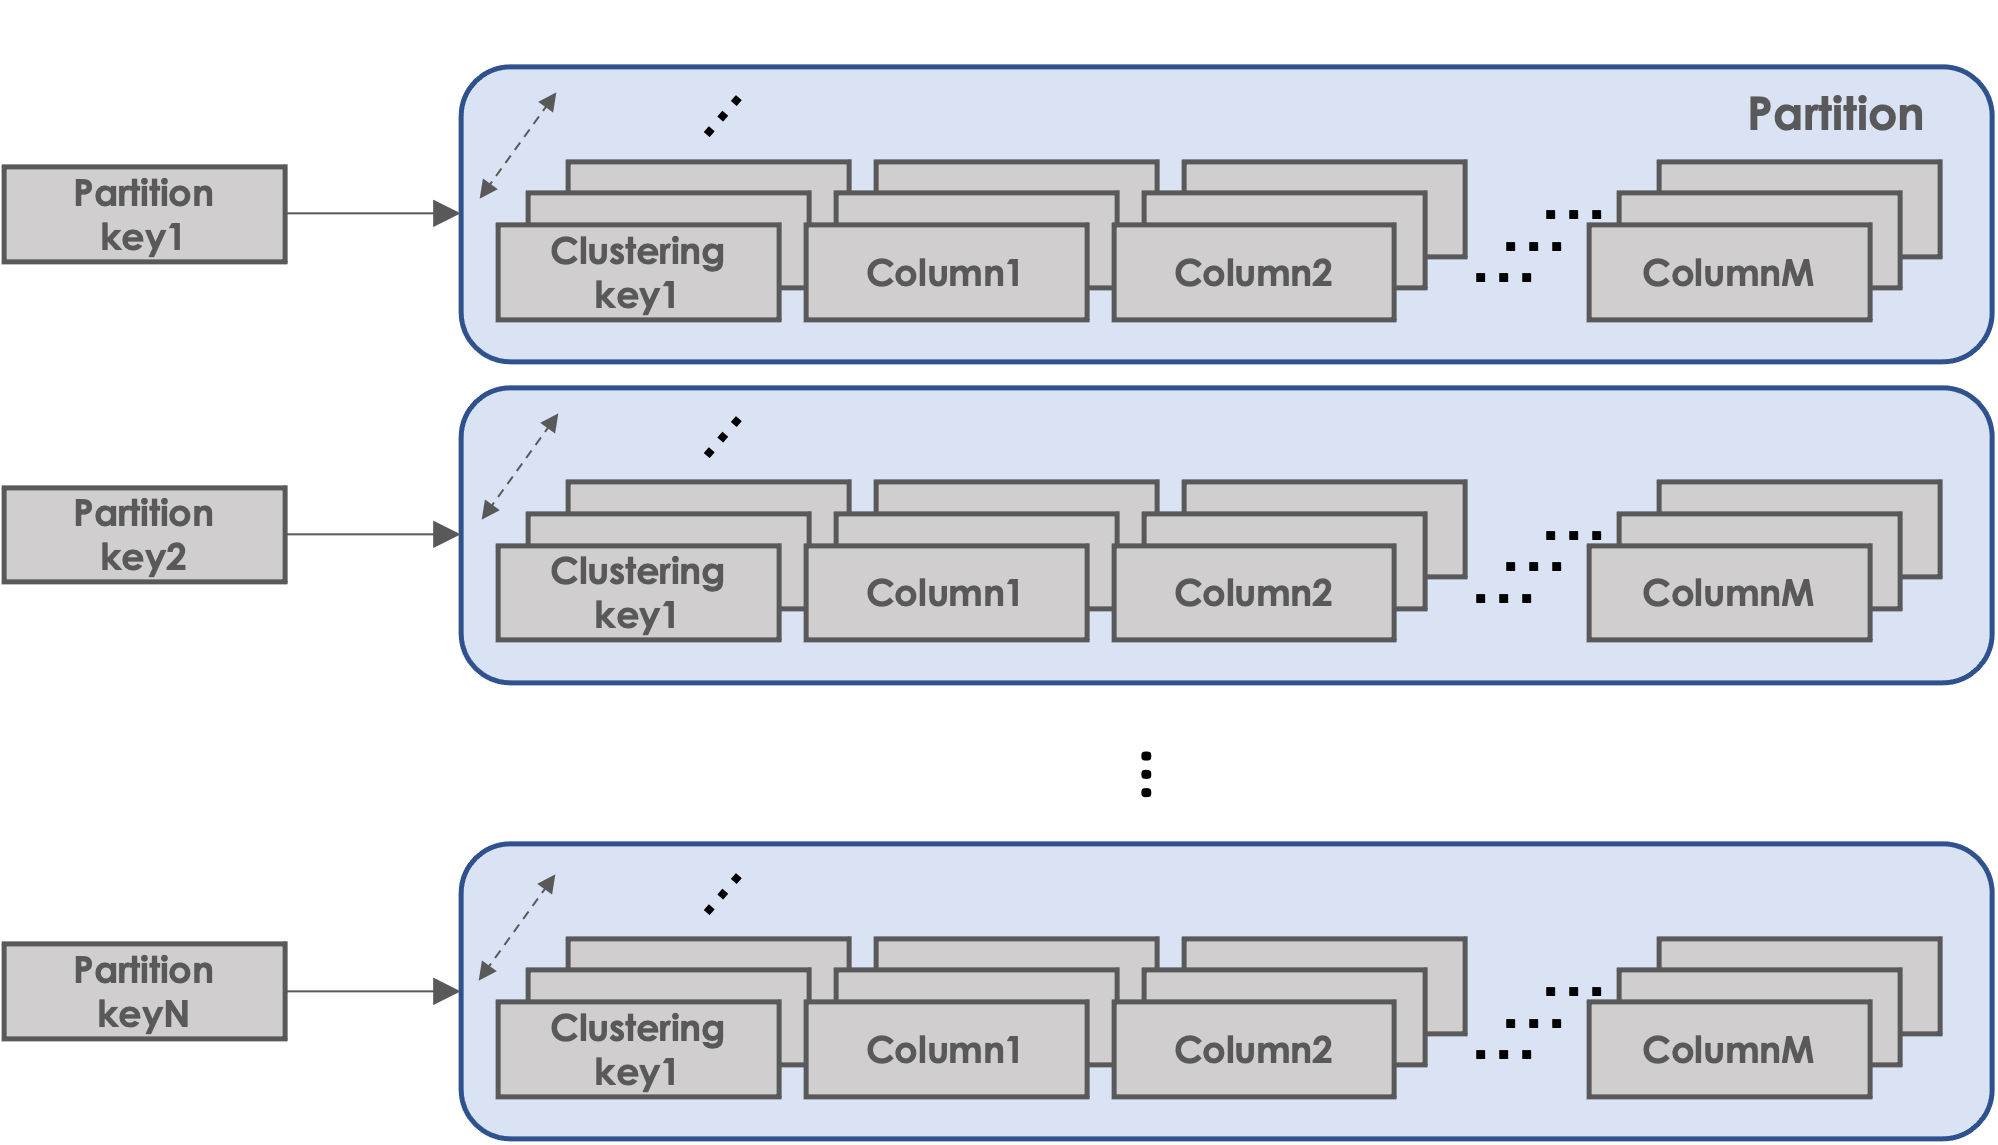 Partition
Partition
key1
Clustering
key1
Column1
Column2
...
...
...
ColumnM
Partition
key2
Clustering
key1
Column1
Column2
...
...
...
ColumnM
Partition
keyN
Clustering
key1
Column1
Column2
...
...
...
ColumnM